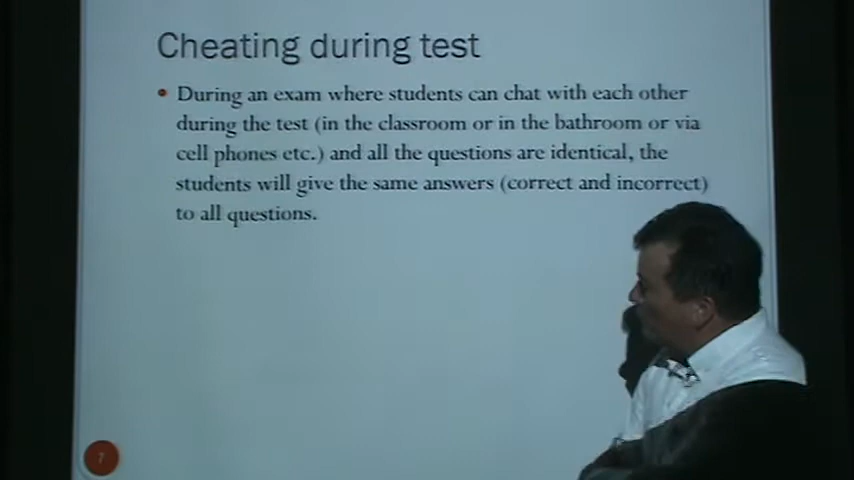 Cheating during test
• During an exam where students can chat with each other
during the test (in the classroom or in the bathroom or via
cell phones etc.) and all the questions are identical, the
students will give the same answers (correct and incorrect)
to all questions.
7